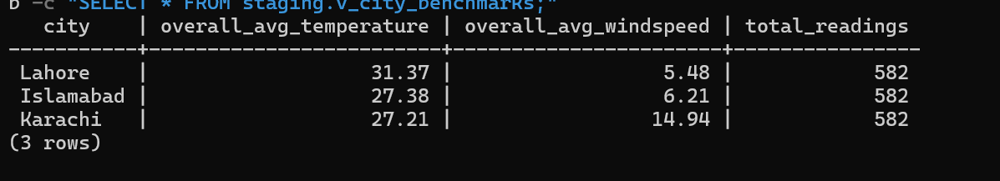 b -c "SELECT * FROM staging.v_city_benchmarks;"
city | overall_avg_temperature | overall_avg_windspeed | total_readings
-----------+-------------------------+-----------------------+----------------
Lahore | 31.37 | 5.48 | 582
Islamabad | 27.38 | 6.21 | 582
Karachi | 27.21 | 14.94 | 582
(3 rows)